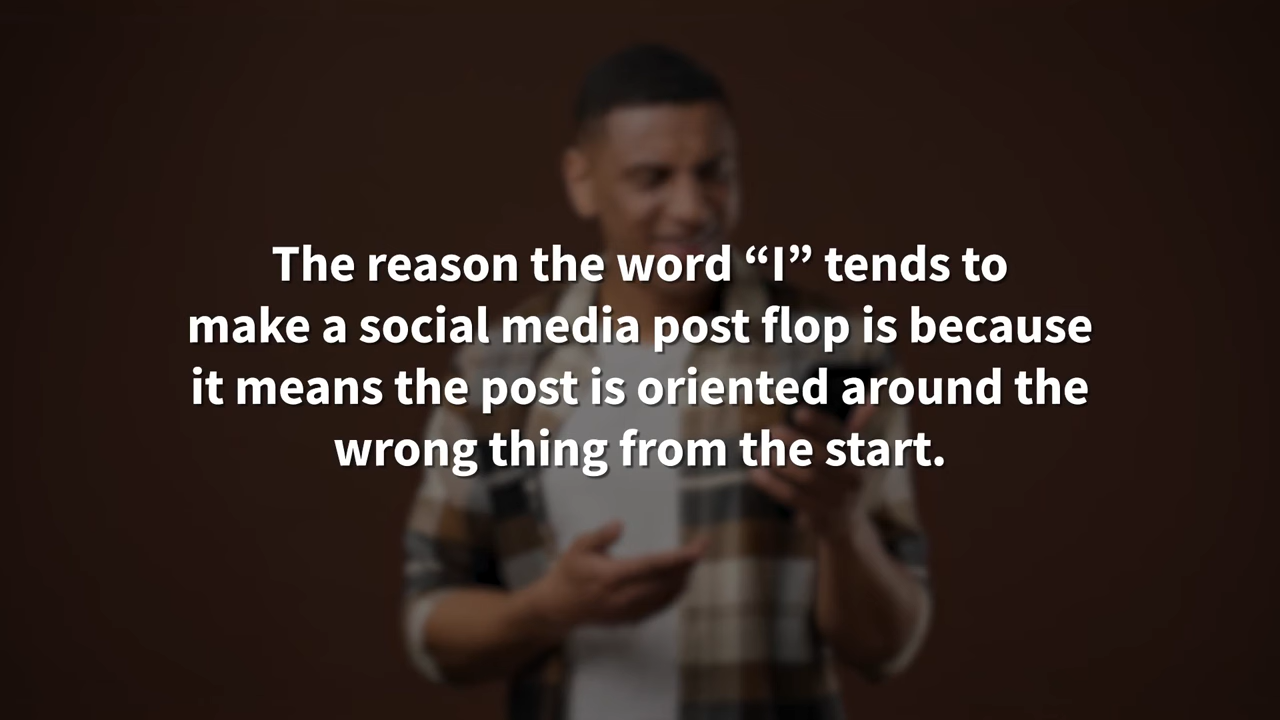 The reason the word “I” tends to
make a social media post flop is because
it means the post is oriented around the
wrong thing from the start.